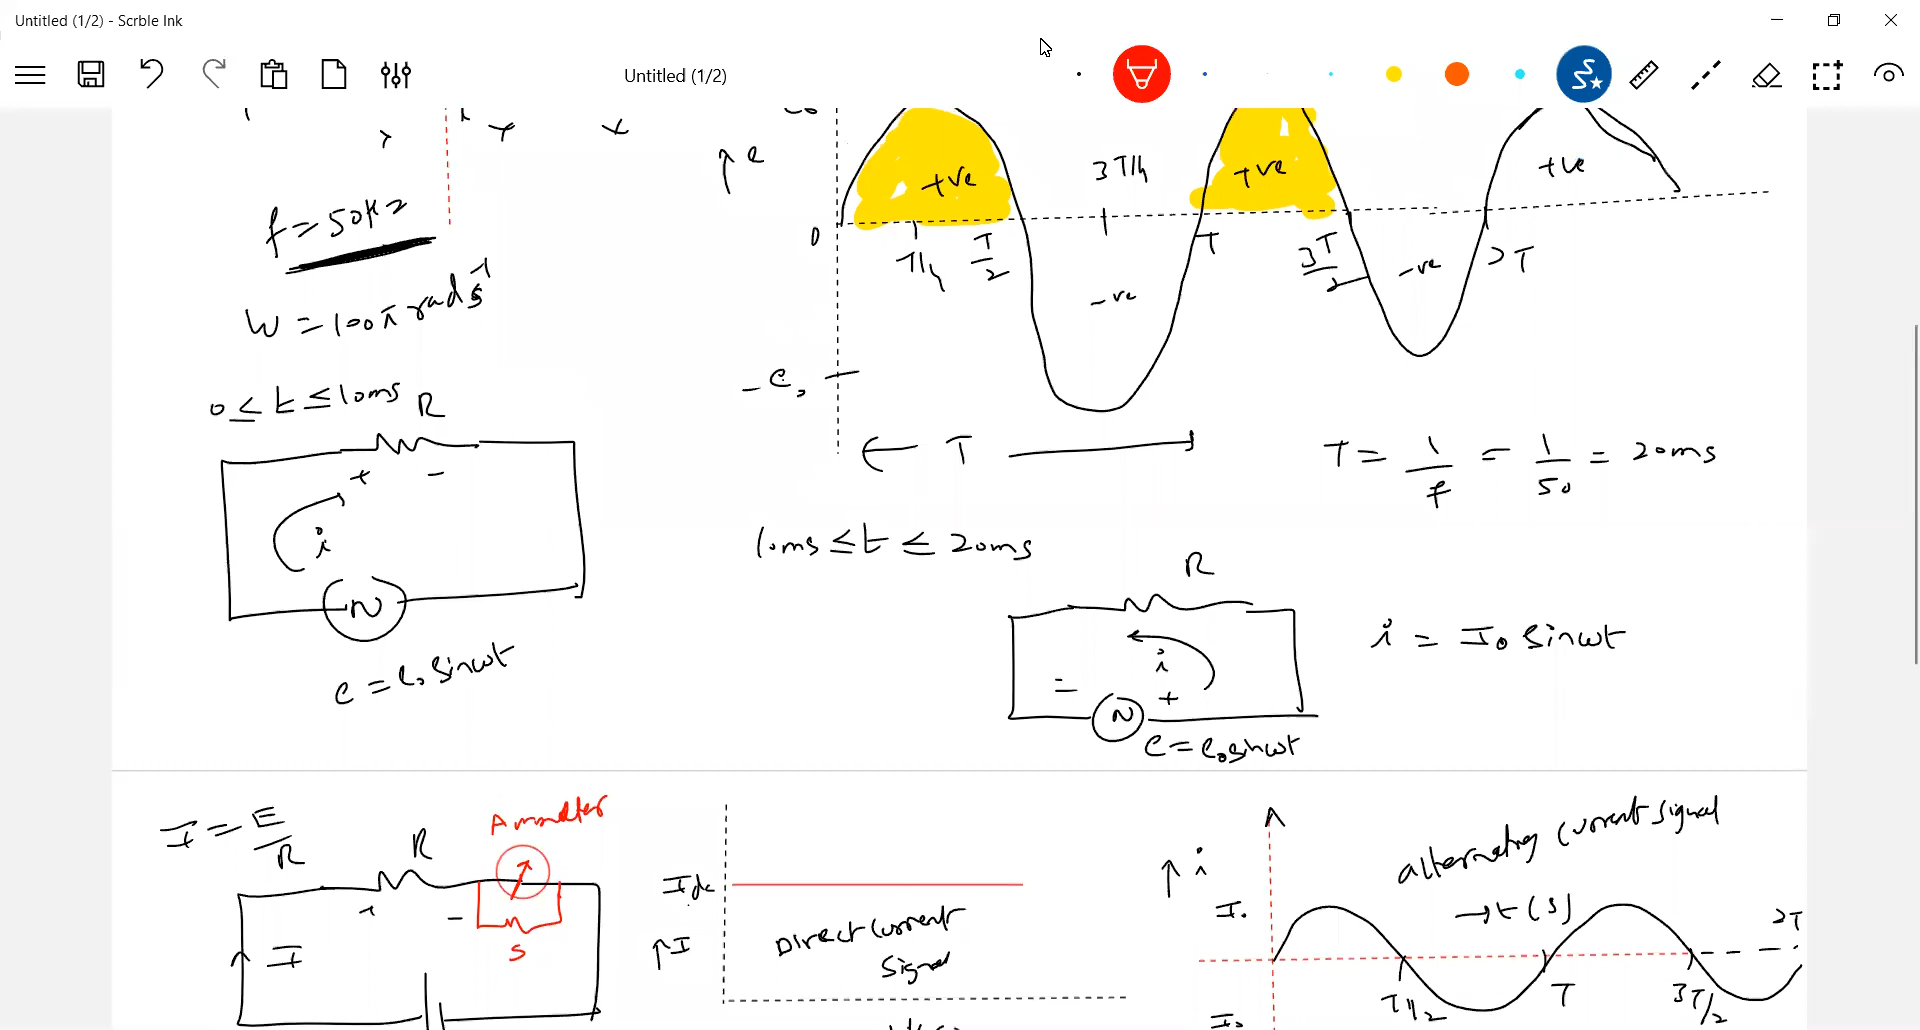 Untitled (1/2) - Scrble Ink
Untitled (1/2)
↑ e
+ve
3T/4
+ve
+ve
f = 50Hz
0
T/4
T/2
T
3T/2
-ve
2T
-ve
W = 100π rad s⁻¹
-e₀
0 ≤ t ≤ 10ms
R
← T
T = 1/f = 1/50 = 20ms
+ -
i
10ms ≤ t ≤ 20ms
R
N
i = I₀ sinωt
i
+
N
e = e₀ sinωt
e = e₀ sinωt
I = E/R
R
Ammeter
+ -
S
I
Idc
↑ I
Direct Current
Signal
↑ i
alternating Current Signal
I₀
→ t (s)
2T
T/2
T
3T/2